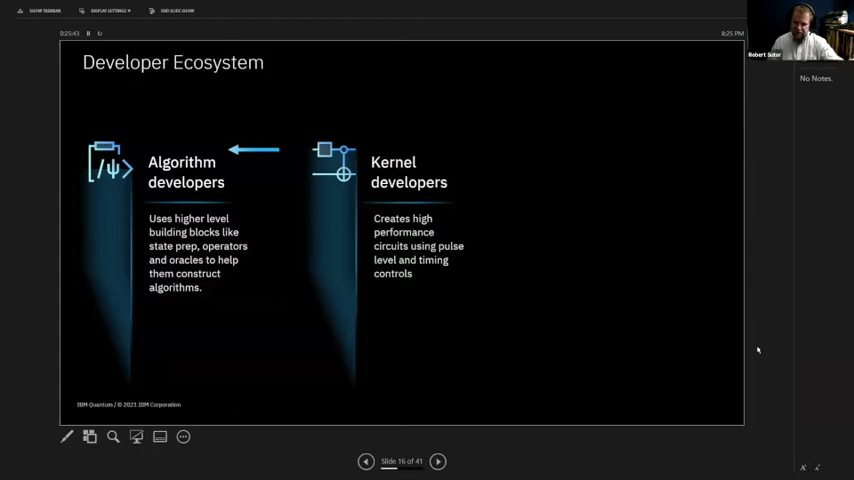 SHOW TASKBAR
DISPLAY SETTINGS ▾
END SLIDE SHOW
0:25:43
8:25 PM
Robert Sutor
No Notes.
Developer Ecosystem
/ψ
Algorithm
developers
Uses higher level
building blocks like
state prep, operators
and oracles to help
them construct
algorithms.
Kernel
developers
Creates high
performance
circuits using pulse
level and timing
controls
IBM Quantum / © 2021 IBM Corporation
Slide 16 of 41
A A